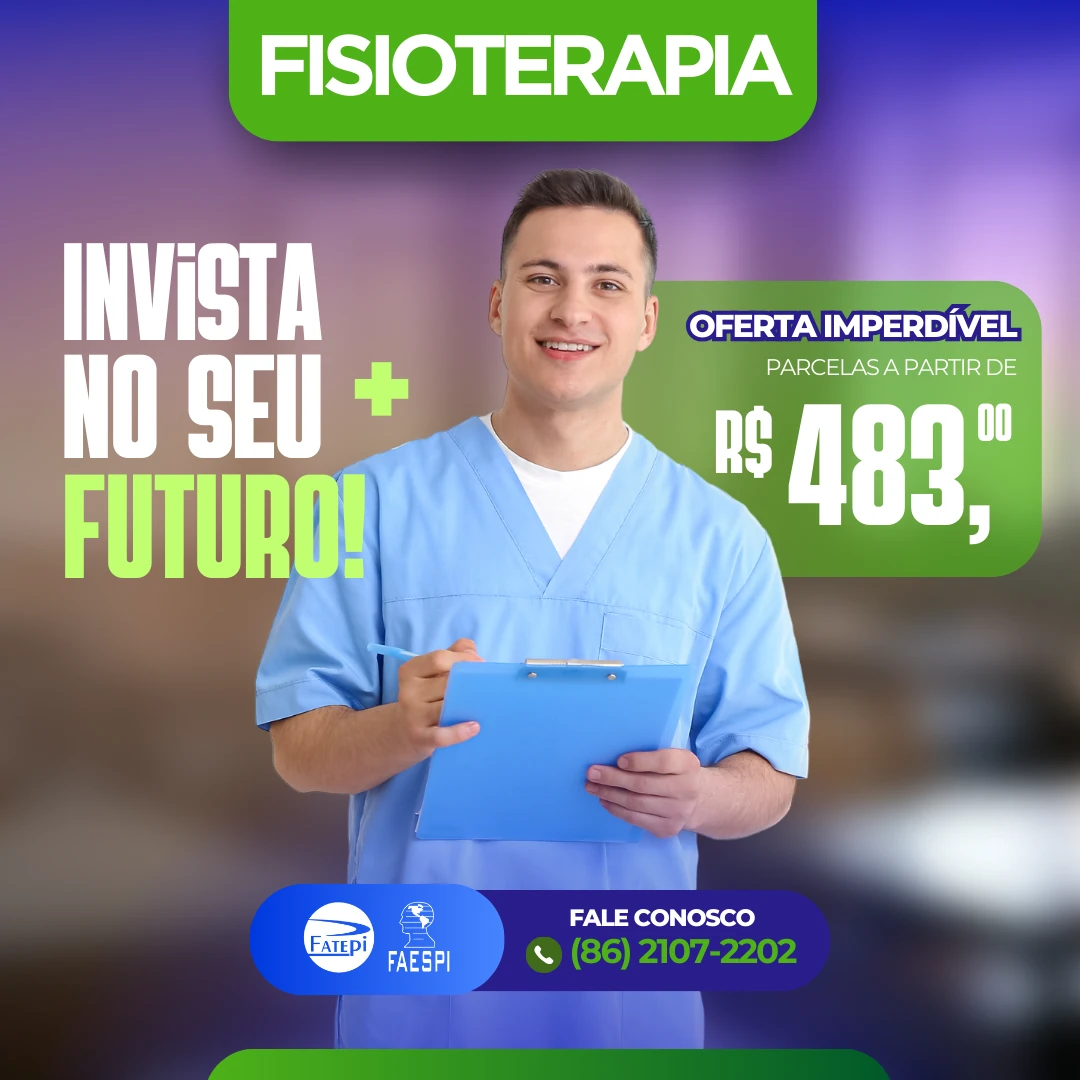 FISIOTERAPIA
INViSTA
NO SEU +
FUTURO!
OFERTA IMPERDÍVEL
PARCELAS A PARTIR DE
R$ 483,00
FATEPI
FAESPI
FALE CONOSCO
(86) 2107-2202